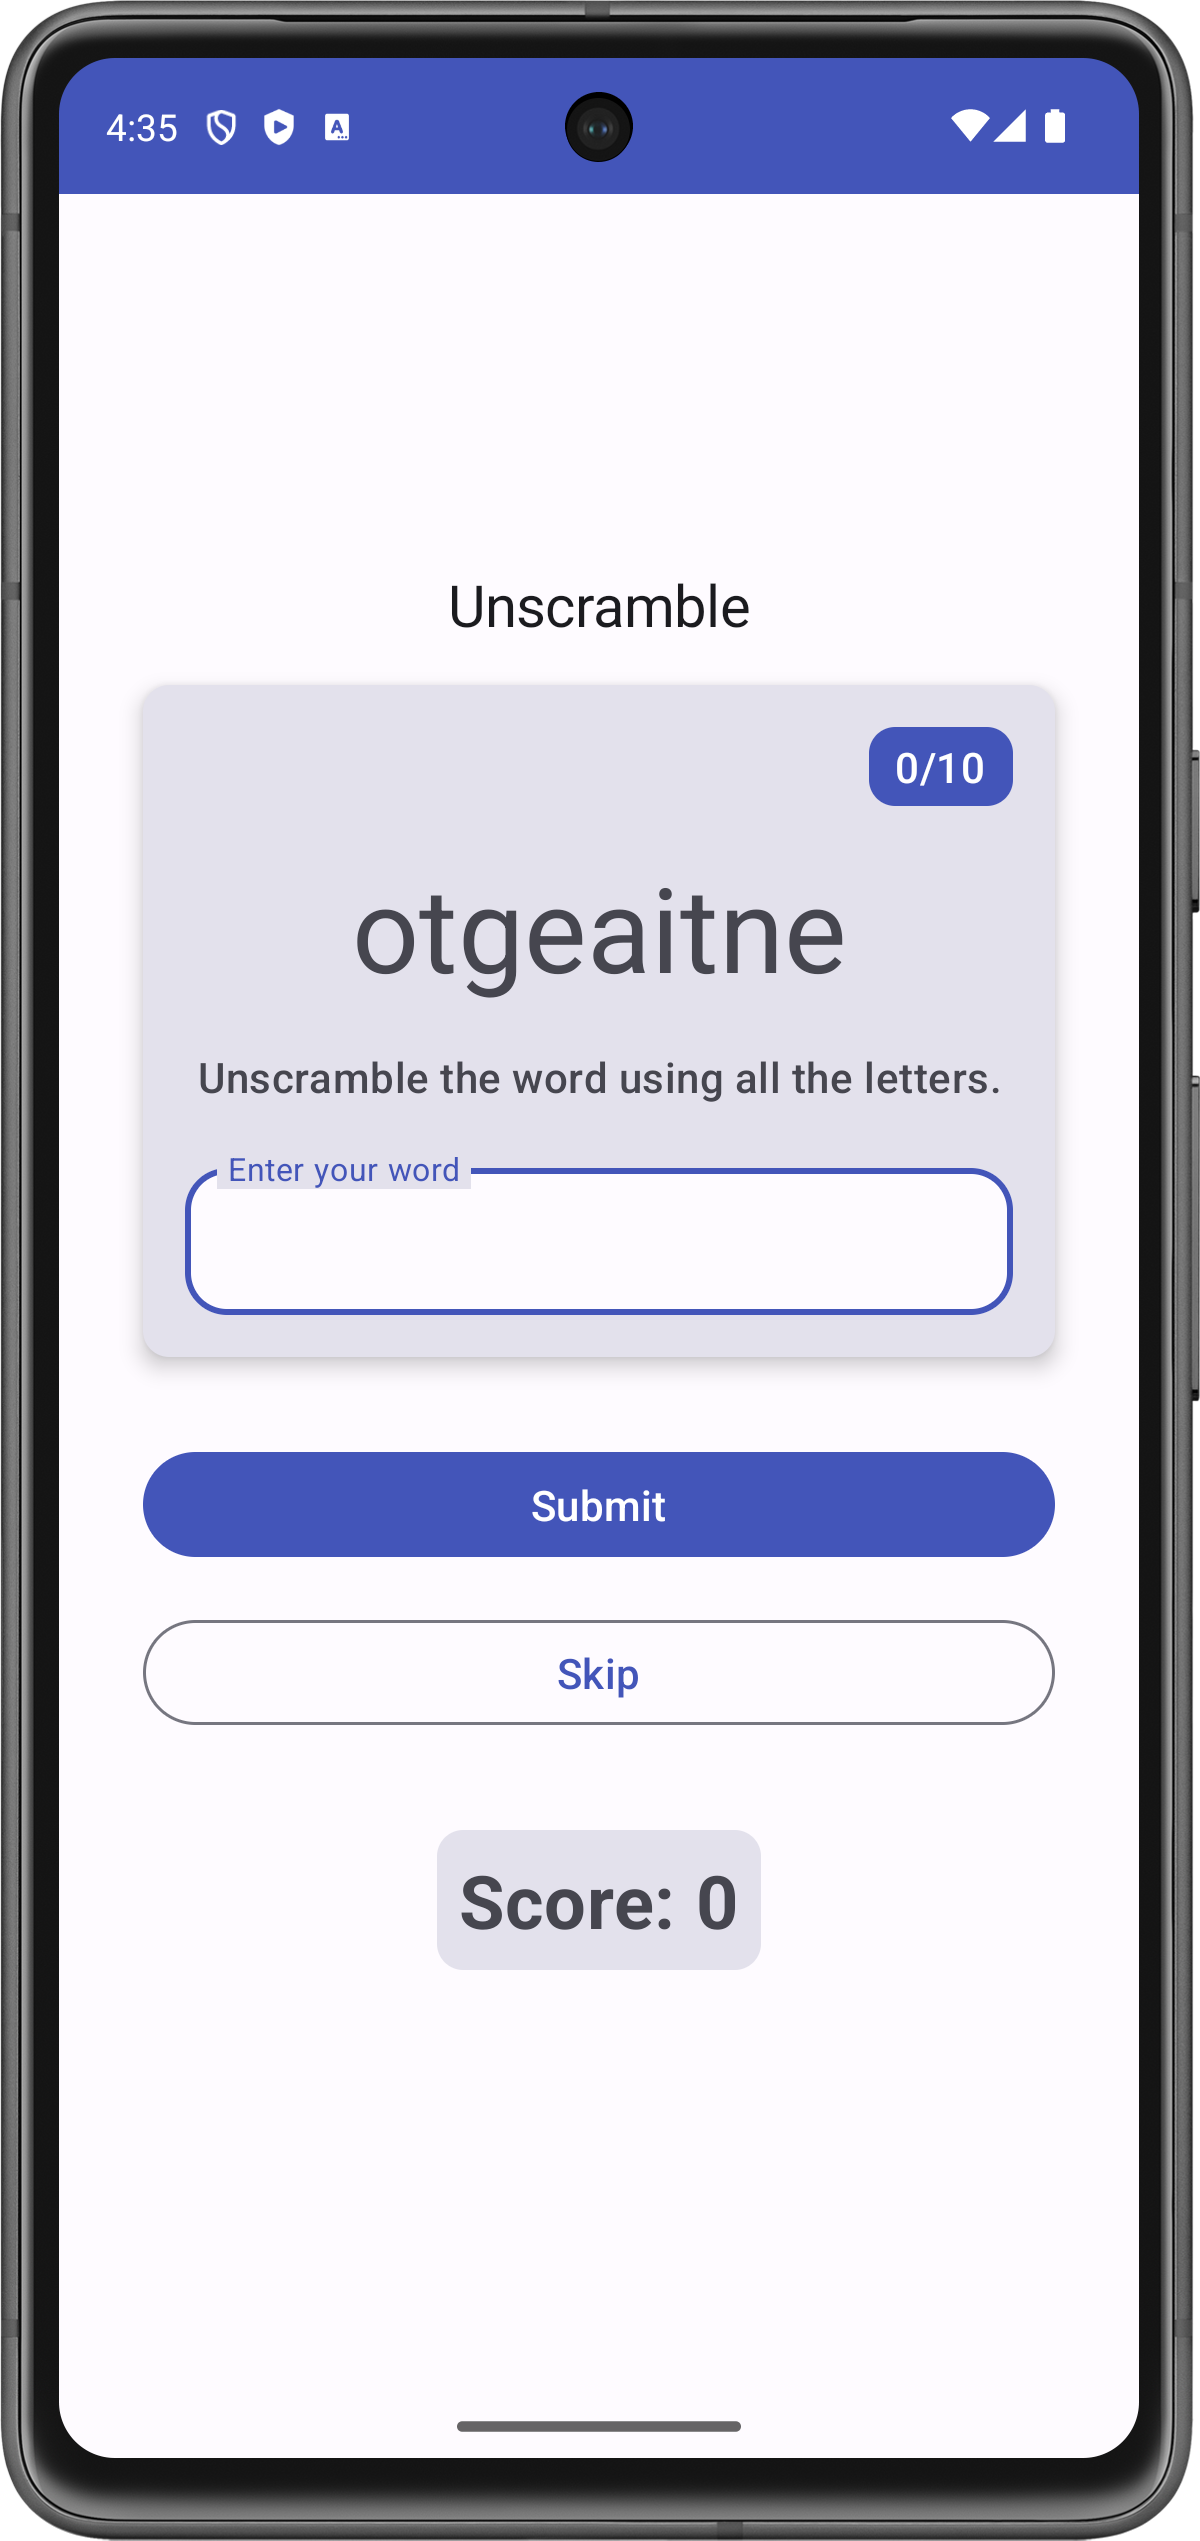 4:35
Unscramble
0/10
otgeaitne
Unscramble the word using all the letters.
Enter your word
Submit
Skip
Score: 0